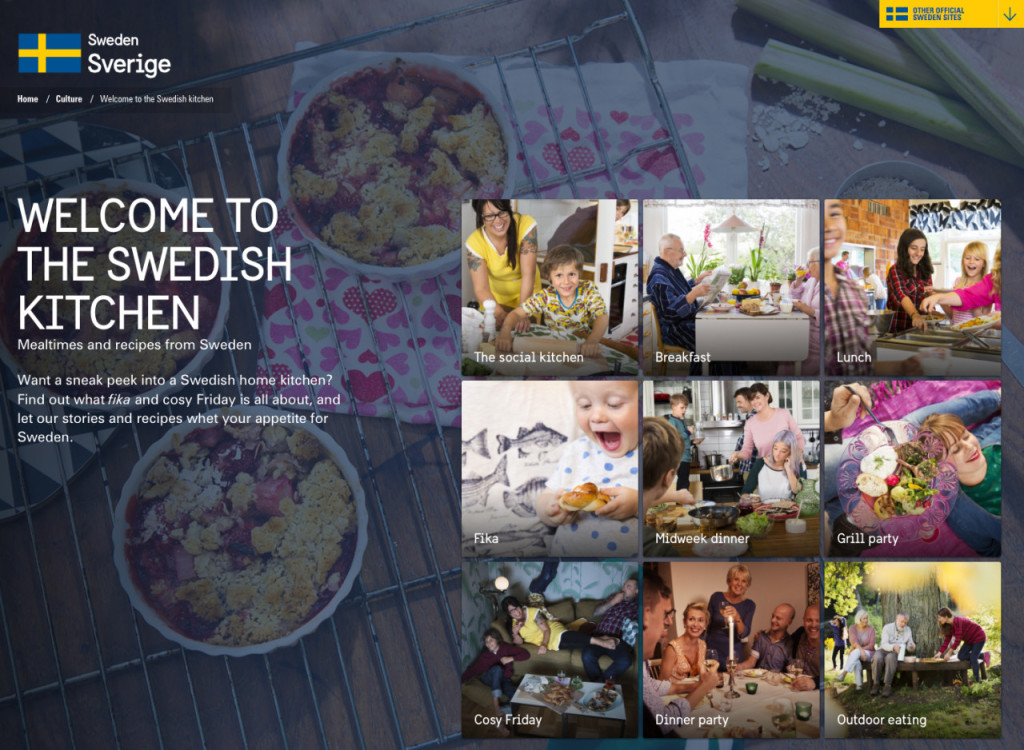 OTHER OFFICIAL
SWEDEN SITES
Sweden
Sverige
Home / Culture / Welcome to the Swedish kitchen
WELCOME TO
THE SWEDISH
KITCHEN
Mealtimes and recipes from Sweden
Want a sneak peek into a Swedish home kitchen?
Find out what fika and cosy Friday is all about, and
let our stories and recipes whet your appetite for
Sweden.
The social kitchen
Breakfast
Lunch
Fika
Midweek dinner
Grill party
Cosy Friday
Dinner party
Outdoor eating